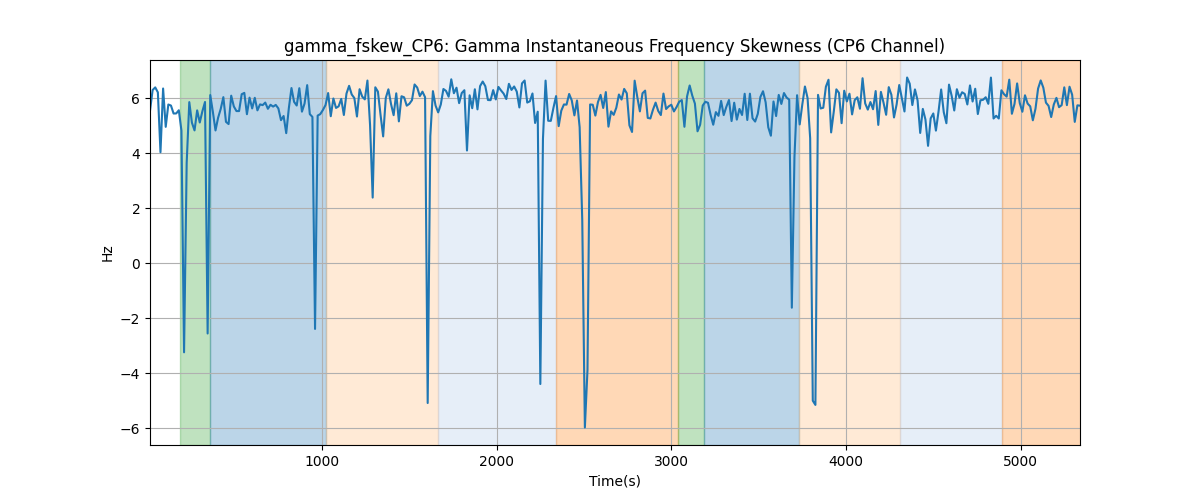 gamma_fskew_CP6: Gamma Instantaneous Frequency Skewness (CP6 Channel)
6
4
2
0
−2
−4
−6
Hz
1000 2000 3000 4000 5000
Time(s)